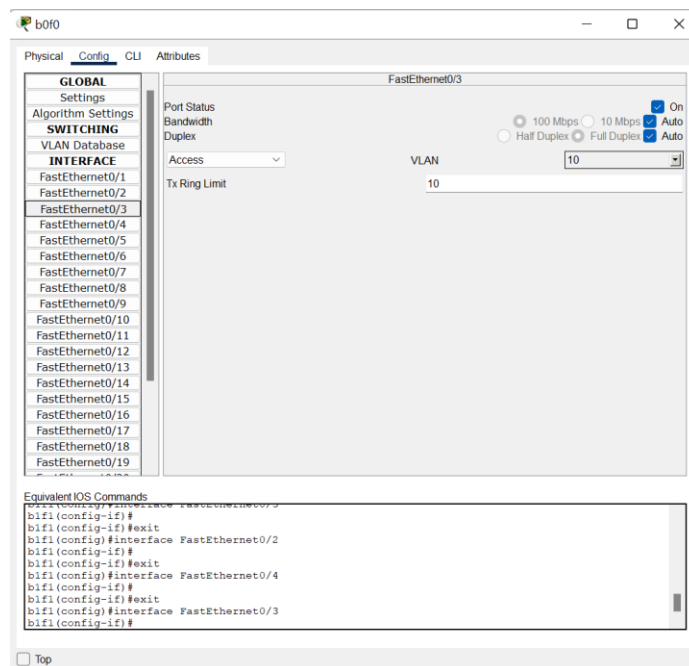 b0f0
Physical Config CLI Attributes
GLOBAL
Settings
Algorithm Settings
SWITCHING
VLAN Database
INTERFACE
FastEthernet0/1
FastEthernet0/2
FastEthernet0/3
FastEthernet0/4
FastEthernet0/5
FastEthernet0/6
FastEthernet0/7
FastEthernet0/8
FastEthernet0/9
FastEthernet0/10
FastEthernet0/11
FastEthernet0/12
FastEthernet0/13
FastEthernet0/14
FastEthernet0/15
FastEthernet0/16
FastEthernet0/17
FastEthernet0/18
FastEthernet0/19
FastEthernet0/3
Port Status On
Bandwidth 100 Mbps 10 Mbps Auto
Duplex Half Duplex Full Duplex Auto
Access VLAN 10
Tx Ring Limit 10
Equivalent IOS Commands
b1f1(config-if)#
b1f1(config-if)#exit
b1f1(config)#interface FastEthernet0/2
b1f1(config-if)#
b1f1(config-if)#exit
b1f1(config)#interface FastEthernet0/4
b1f1(config-if)#
b1f1(config-if)#exit
b1f1(config)#interface FastEthernet0/3
b1f1(config-if)#
Top